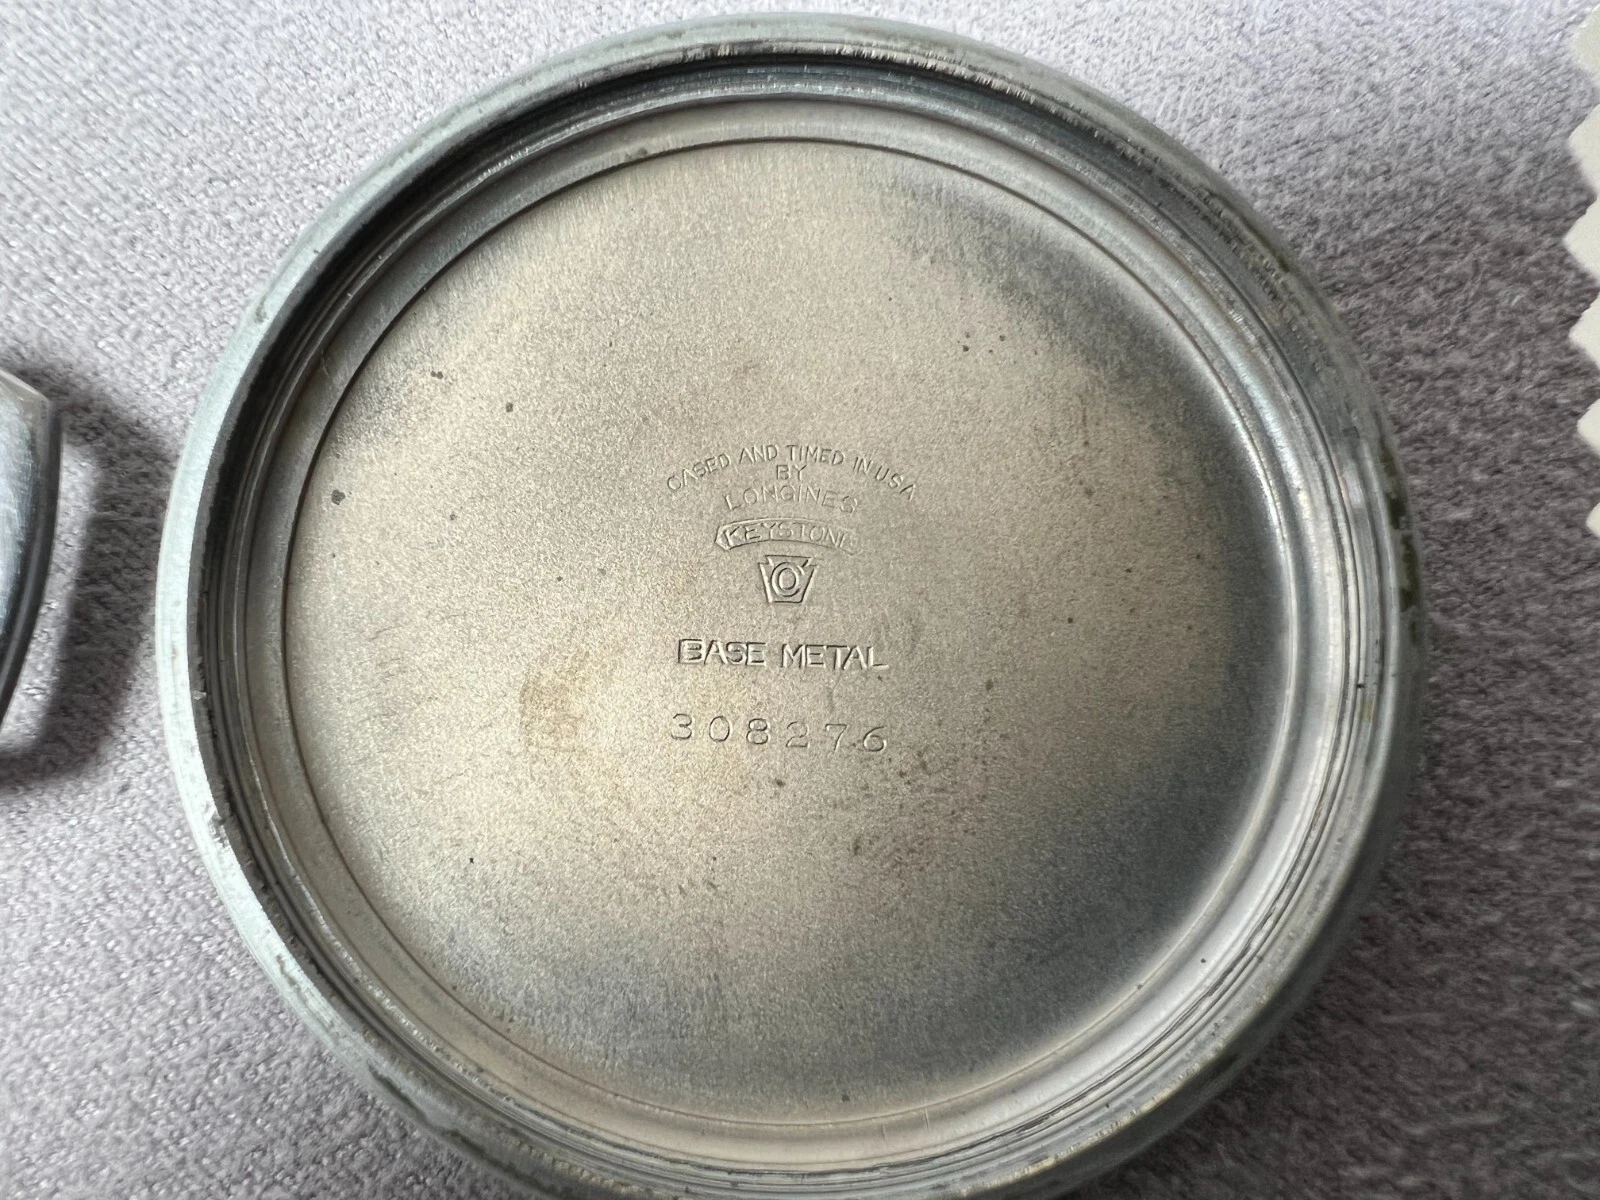 CASED AND TIMED IN USA
BY
LONGINES
KEYSTONE
O
BASE METAL
308276